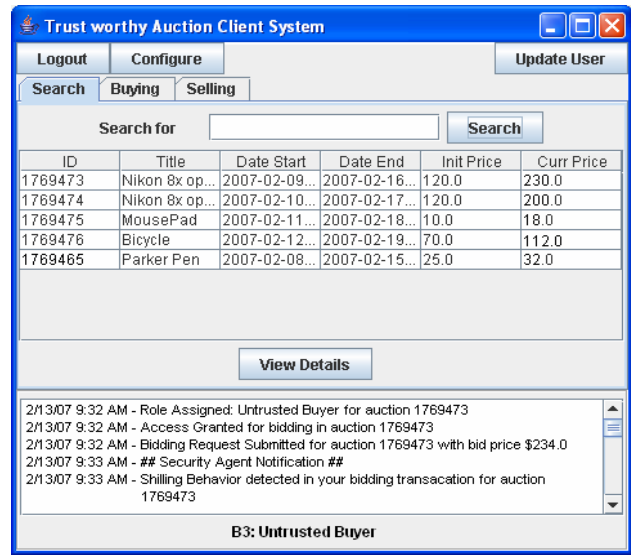 Trust worthy Auction Client System
Logout Configure Update User
Search Buying Selling
Search for Search
ID Title Date Start Date End Init Price Curr Price
1769473 Nikon 8x op... 2007-02-09... 2007-02-16... 120.0 230.0
1769474 Nikon 8x op... 2007-02-10... 2007-02-17... 120.0 200.0
1769475 MousePad 2007-02-11... 2007-02-18... 10.0 18.0
1769476 Bicycle 2007-02-12... 2007-02-19... 70.0 112.0
1769465 Parker Pen 2007-02-08... 2007-02-15... 25.0 32.0
View Details
2/13/07 9:32 AM - Role Assigned: Untrusted Buyer for auction 1769473
2/13/07 9:32 AM - Access Granted for bidding in auction 1769473
2/13/07 9:32 AM - Bidding Request Submitted for auction 1769473 with bid price $234.0
2/13/07 9:33 AM - ## Security Agent Notification ##
2/13/07 9:33 AM - Shilling Behavior detected in your bidding transacation for auction
1769473
B3: Untrusted Buyer